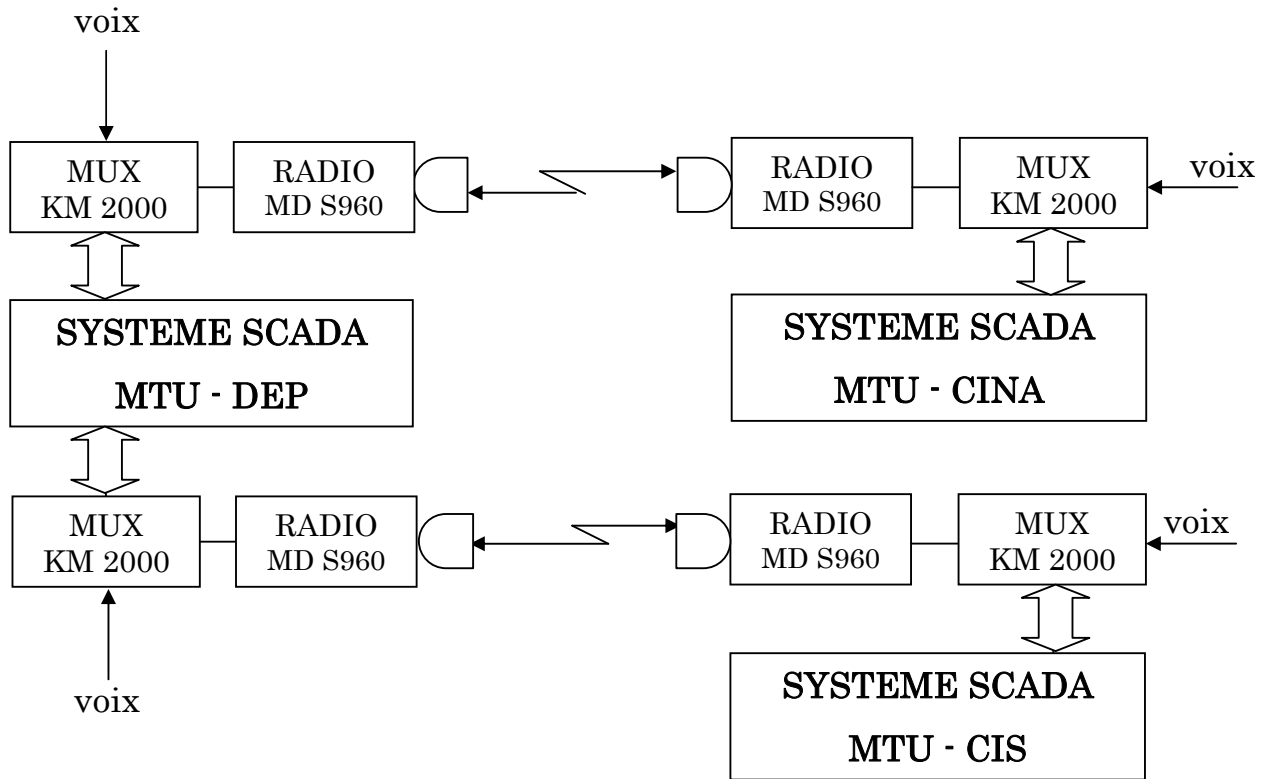 voix
MUX
KM 2000
RADIO
MD S960
RADIO
MD S960
MUX
KM 2000
voix
SYSTEME SCADA
MTU - DEP
SYSTEME SCADA
MTU - CINA
MUX
KM 2000
RADIO
MD S960
RADIO
MD S960
MUX
KM 2000
voix
voix
SYSTEME SCADA
MTU - CIS